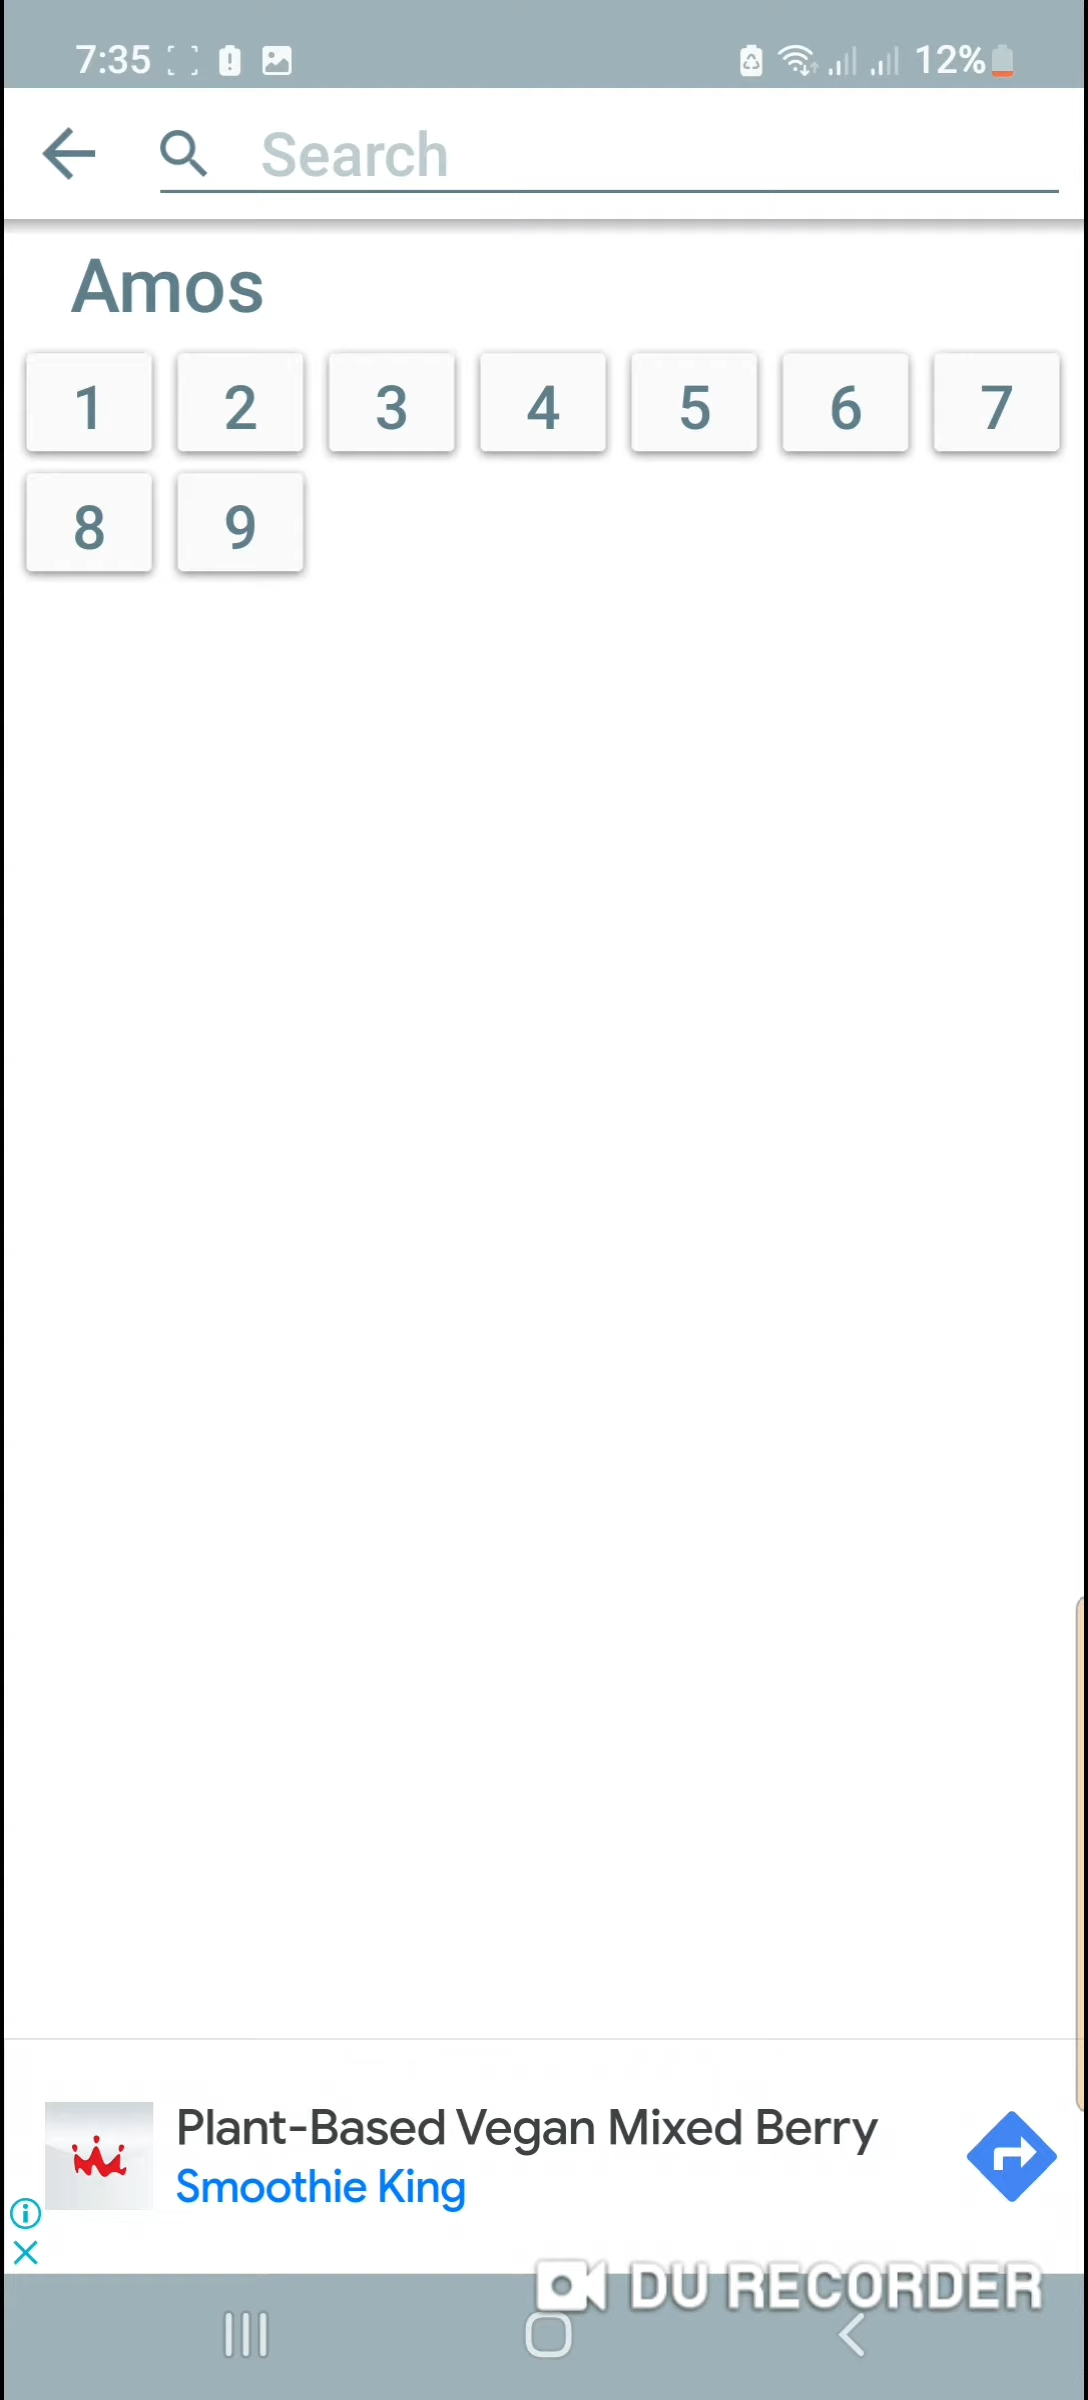 7:35 12%
Search
Amos
1 2 3 4 5 6 7
8 9
Plant-Based Vegan Mixed Berry
Smoothie King
DU RECORDER